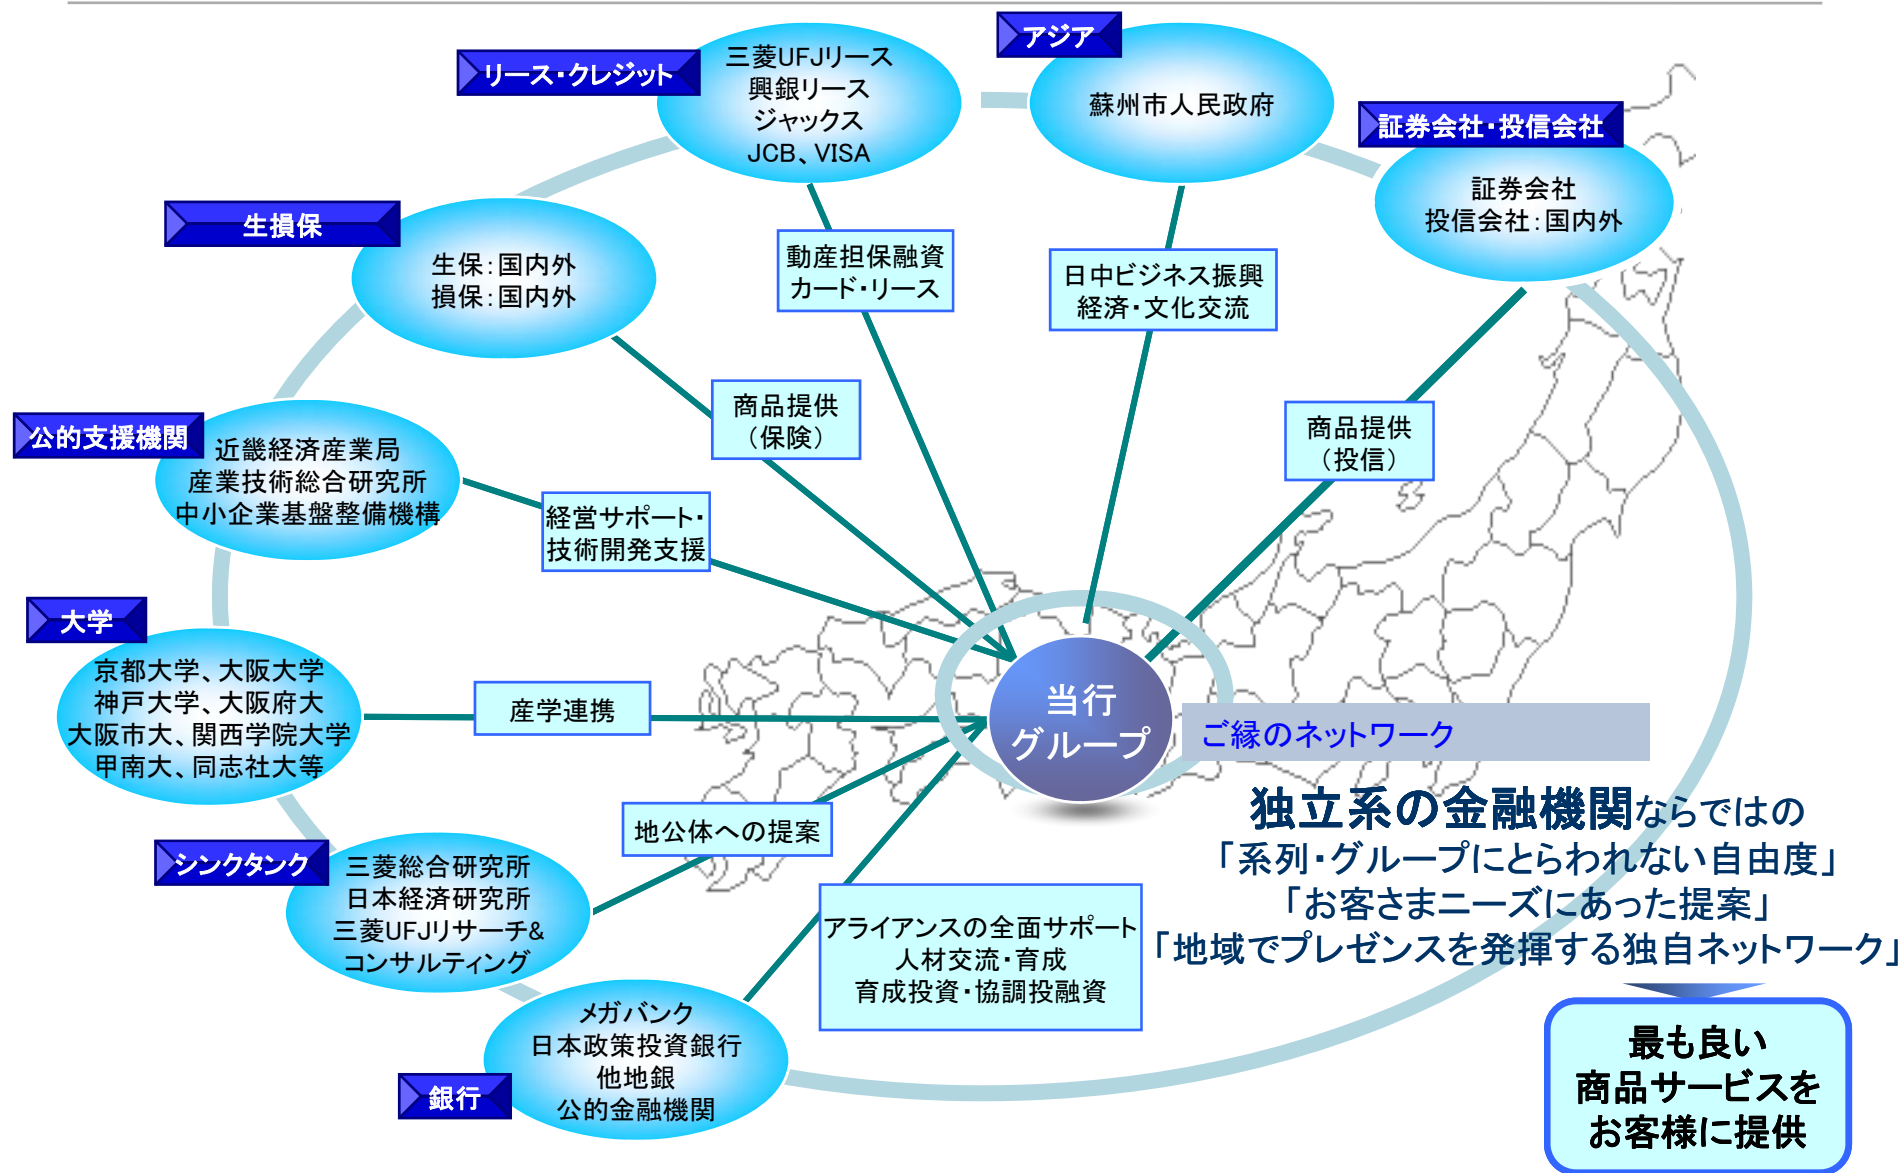 アジア
リース・クレジット
三菱UFJリース
興銀リース
ジャックス
JCB、VISA
蘇州市人民政府
証券会社・投信会社
証券会社
投信会社：国内外
生損保
生保：国内外
損保：国内外
動産担保融資
カード・リース
日中ビジネス振興
経済・文化交流
商品提供
（保険）
商品提供
（投信）
公的支援機関
近畿経済産業局
産業技術総合研究所
中小企業基盤整備機構
経営サポート・
技術開発支援
大学
京都大学、大阪大学
神戸大学、大阪府大
大阪市大、関西学院大学
甲南大、同志社大等
産学連携
当行
グループ
ご縁のネットワーク
独立系の金融機関ならではの
「系列・グループにとらわれない自由度」
「お客さまニーズにあった提案」
「地域でプレゼンスを発揮する独自ネットワーク」
地公体への提案
シンクタンク
三菱総合研究所
日本経済研究所
三菱UFJリサーチ&
コンサルティング
アライアンスの全面サポート
人材交流・育成
育成投資・協調投融資
銀行
メガバンク
日本政策投資銀行
他地銀
公的金融機関
最も良い
商品サービスを
お客様に提供